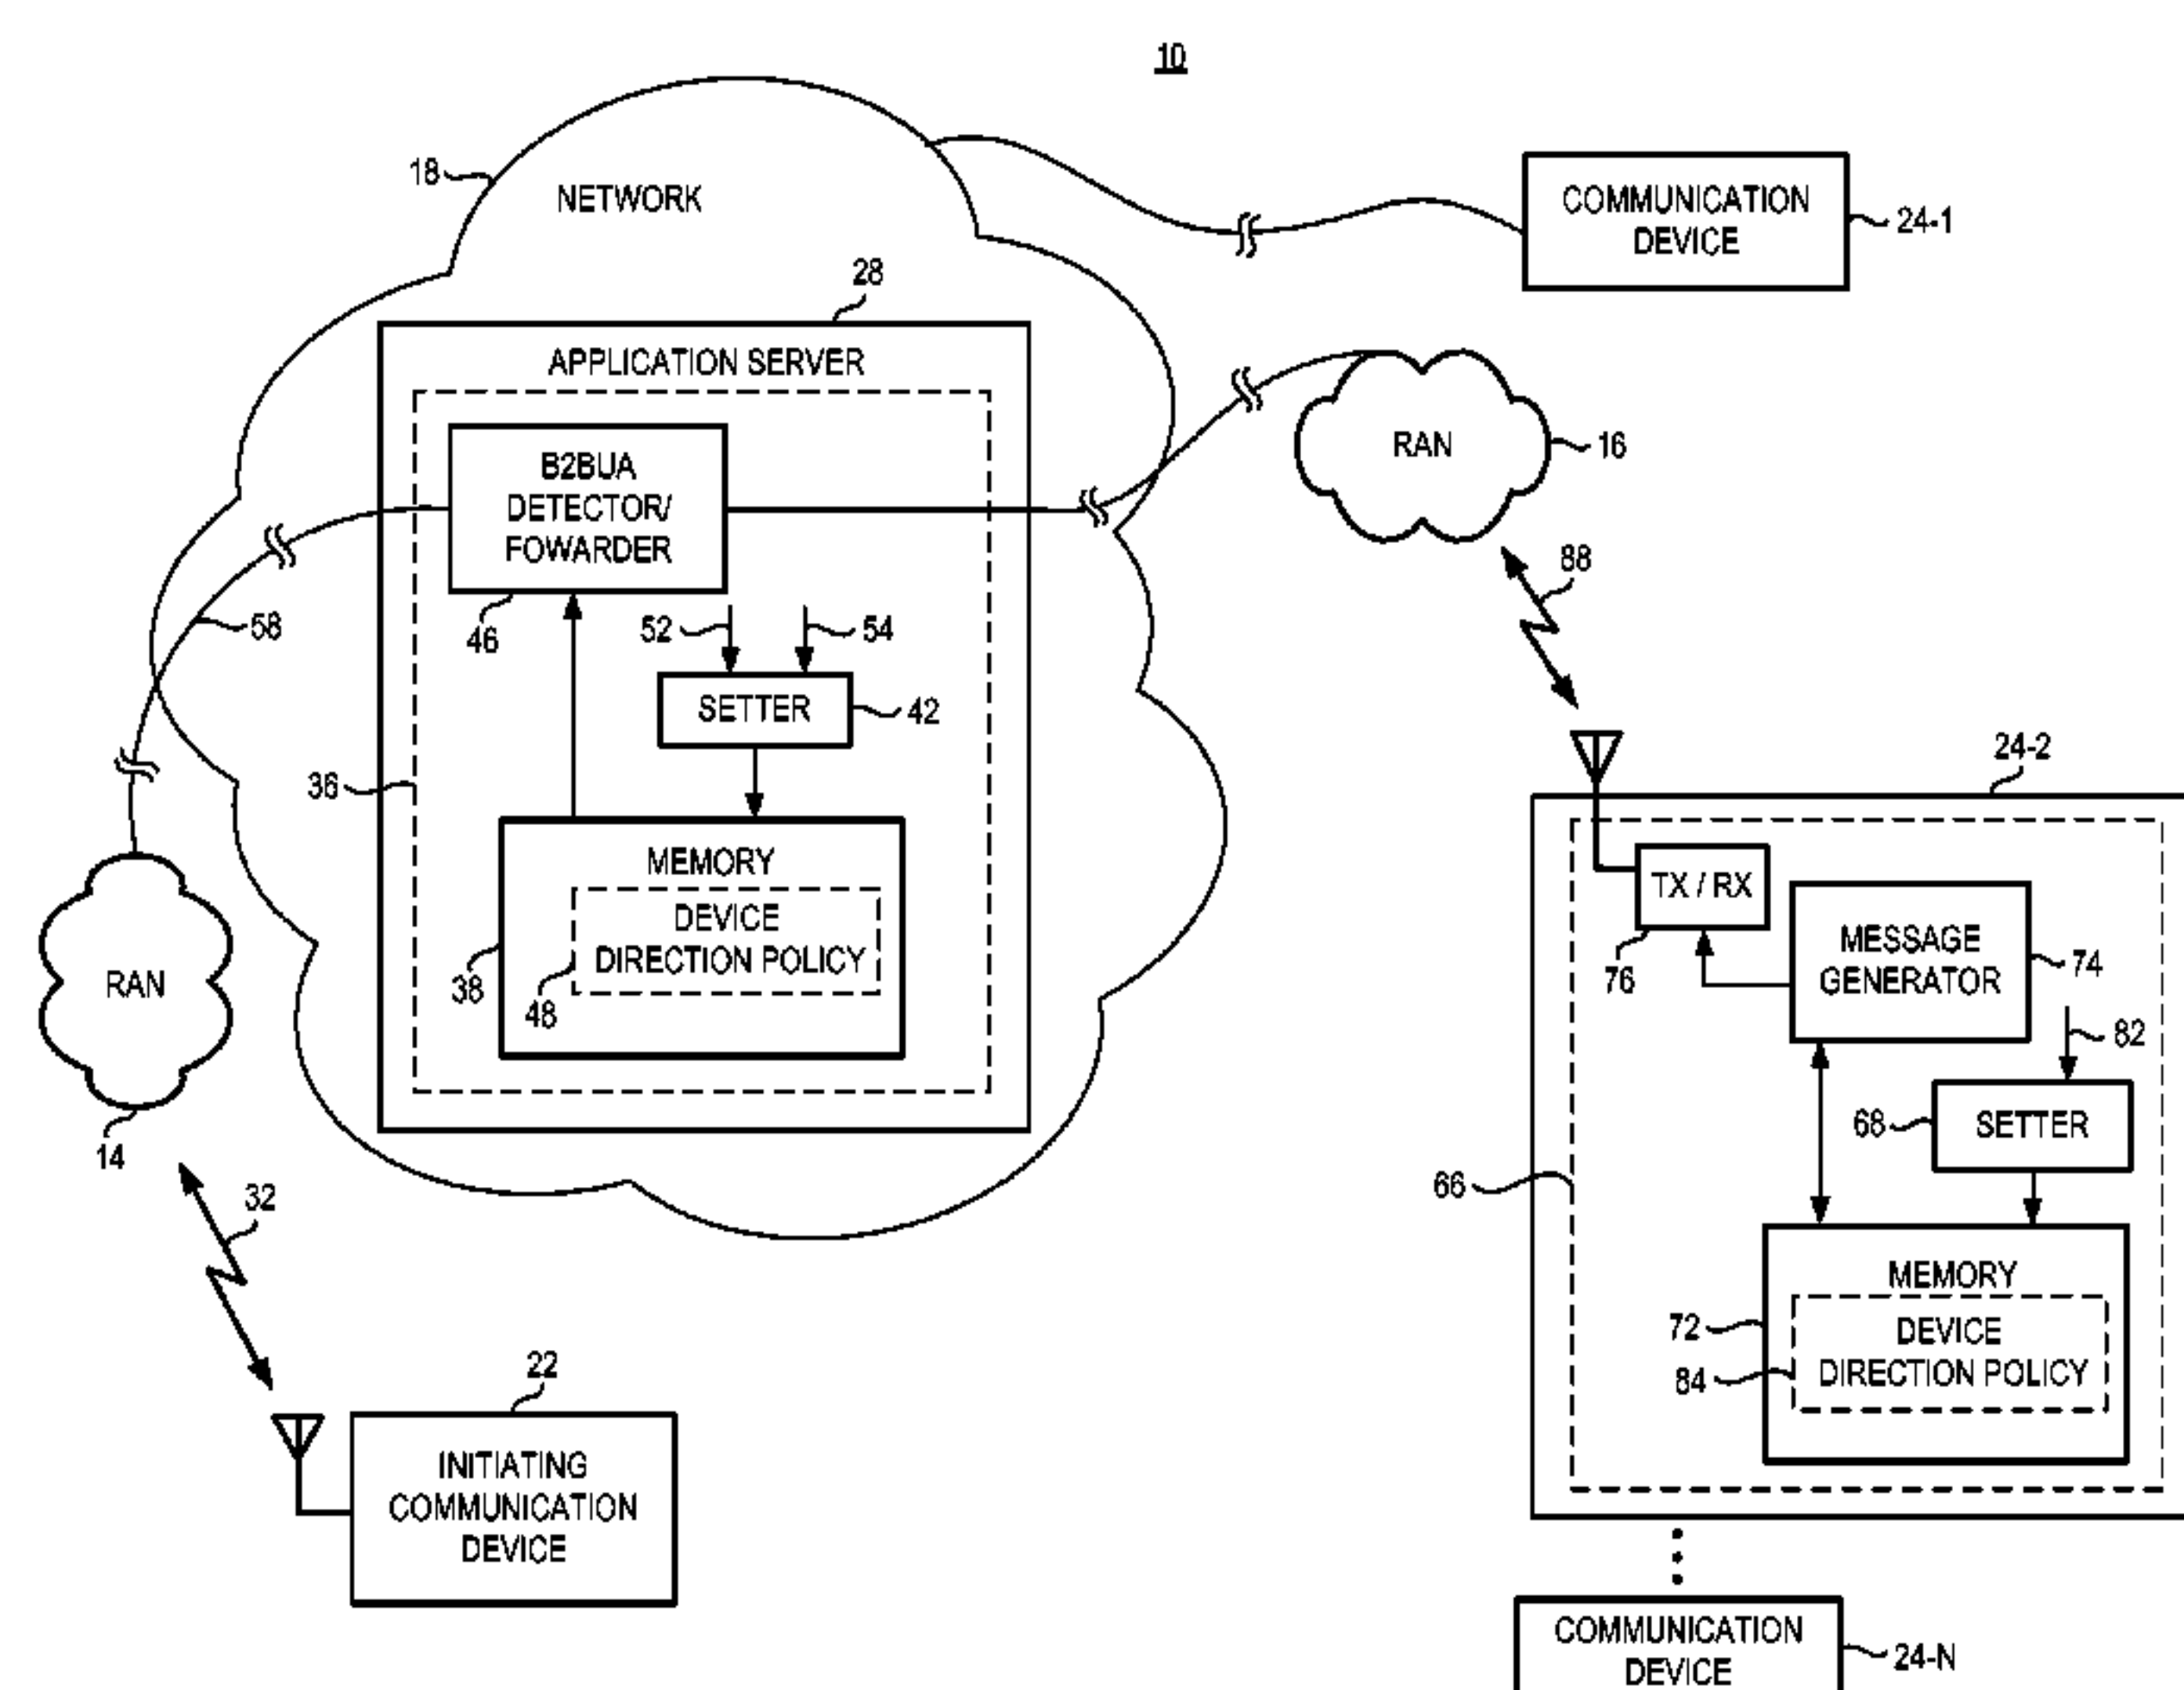 10
18
NETWORK
COMMUNICATION
DEVICE
24-1
28
APPLICATION SERVER
B2BUA
DETECTOR/
FOWARDER
RAN
16
88
58
46
52
54
SETTER
42
36
24-2
MEMORY
DEVICE
DIRECTION POLICY
38
48
TX / RX
76
MESSAGE
GENERATOR
74
82
RAN
14
68
SETTER
66
32
MEMORY
72
DEVICE
DIRECTION POLICY
84
22
INITIATING
COMMUNICATION
DEVICE
COMMUNICATION
DEVICE
24-N